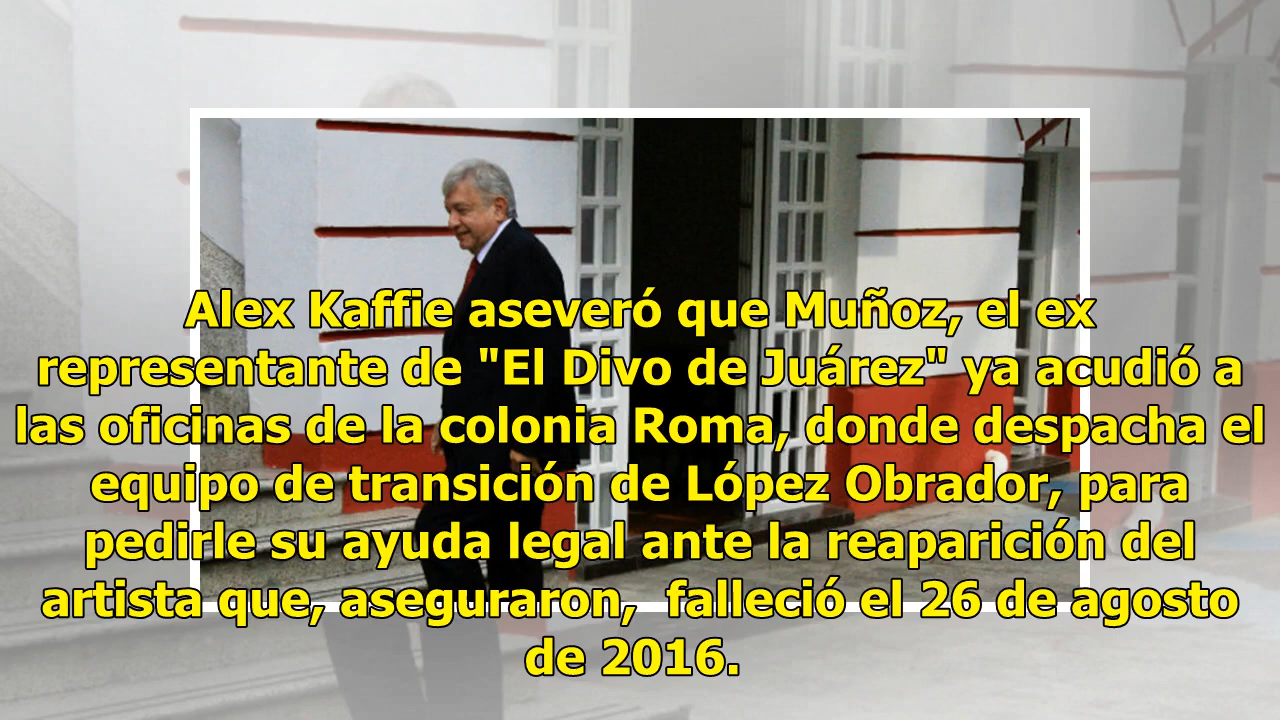 Alex Kaffie aseveró que Muñoz, el ex
representante de "El Divo de Juárez" ya acudió a
las oficinas de la colonia Roma, donde despacha el
equipo de transición de López Obrador, para
pedirle su ayuda legal ante la reaparición del
artista que, aseguraron,  falleció el 26 de agosto
de 2016.